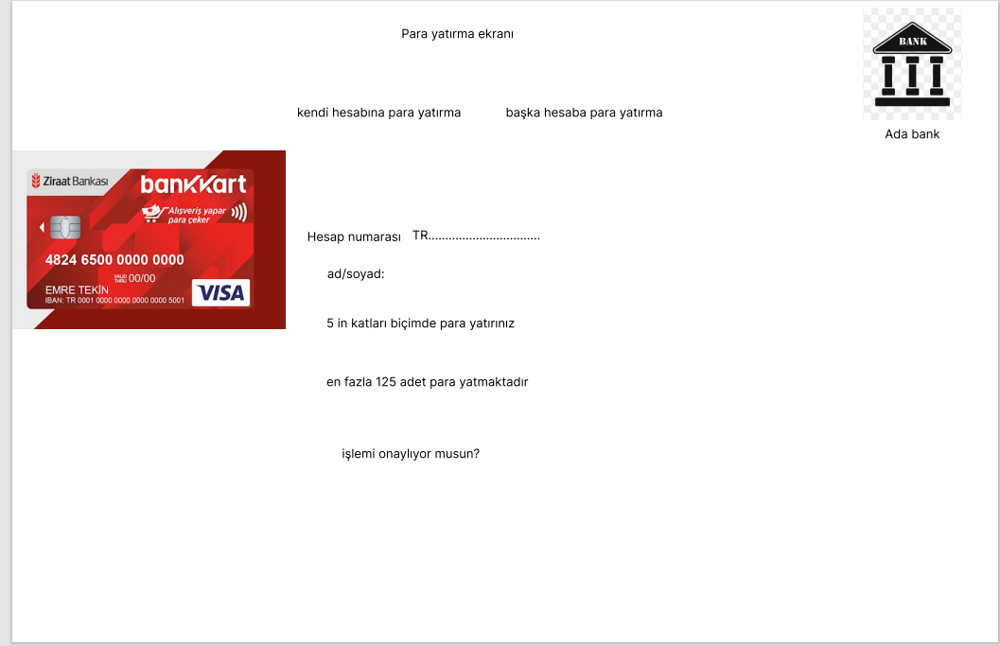 Para yatırma ekranı
BANK
Ada bank
kendi hesabına para yatırma
başka hesaba para yatırma
Ziraat Bankası
bankkart
Alışveriş yapar
para çeker
4824 6500 0000 0000
VALID
THRU 00/00
EMRE TEKİN
IBAN: TR 0001 0000 0000 0000 0000 5001
VISA
Hesap numarası TR.................................
ad/soyad:
5 in katları biçimde para yatırınız
en fazla 125 adet para yatmaktadır
işlemi onaylıyor musun?